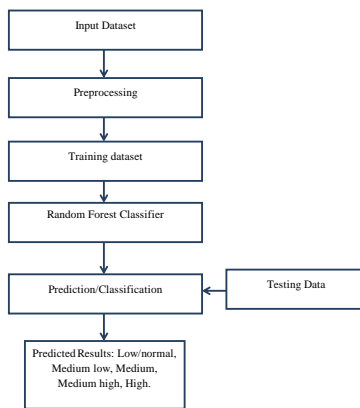 Input Dataset
Preprocessing
Training dataset
Random Forest Classifier
Prediction/Classification
Testing Data
Predicted Results: Low/normal,
Medium low, Medium,
Medium high, High.